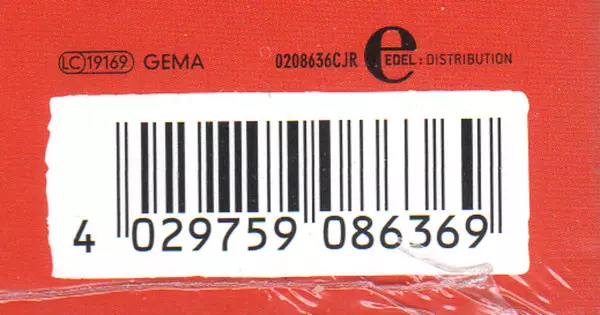 LC 19169 GEMA 0208636CJR e EDEL : DISTRIBUTION
4 029759 086369